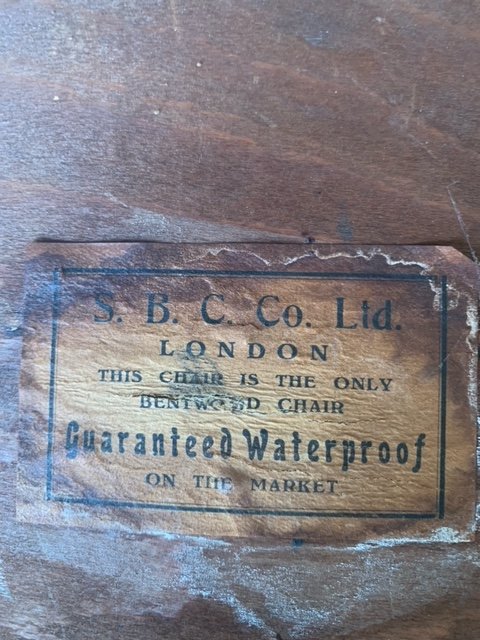 S. B. C. Co. Ltd.
LONDON
THIS CHAIR IS THE ONLY
BENTWOOD CHAIR
Guaranteed Waterproof
ON THE MARKET